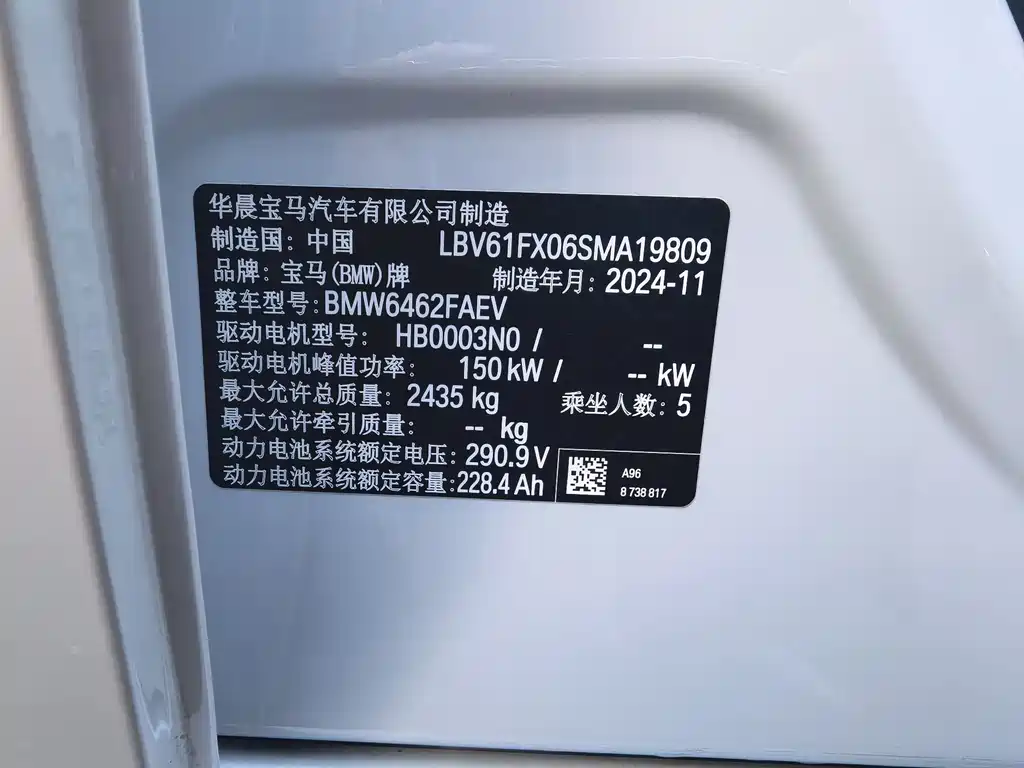 华晨宝马汽车有限公司制造
制造国：中国 LBV61FX06SMA19809
品牌：宝马(BMW)牌 制造年月：2024-11
整车型号：BMW6462FAEV
驱动电机型号： HB0003N0 / --
驱动电机峰值功率： 150 kW / -- kW
最大允许总质量： 2435 kg 乘坐人数：5
最大允许牵引质量： -- kg
动力电池系统额定电压：290.9 V
动力电池系统额定容量：228.4 Ah
A96
8 738 817